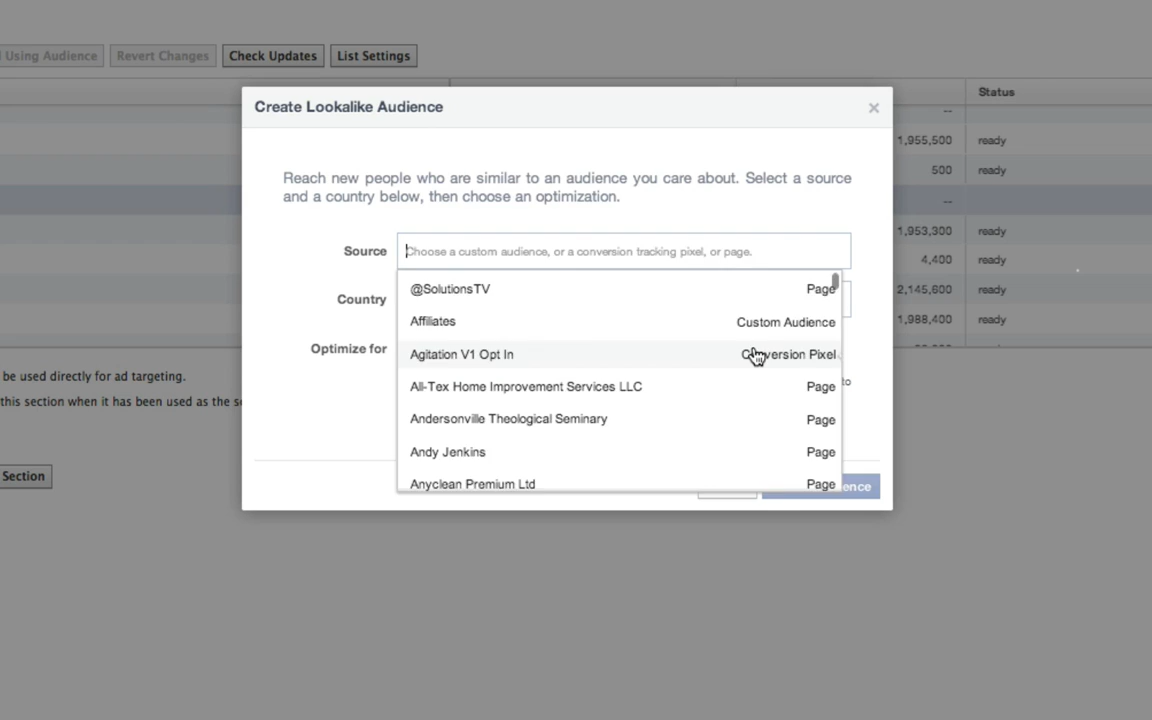 Using Audience
Revert Changes
Check Updates
List Settings
Status
Create Lookalike Audience
×
--
1,955,500 ready
500 ready
--
1,953,300 ready
4,400 ready
2,145,600 ready
1,988,400 ready
Reach new people who are similar to an audience you care about. Select a source
and a country below, then choose an optimization.
Source
Choose a custom audience, or a conversion tracking pixel, or page.
Country
Optimize for
@SolutionsTV Page
Affiliates Custom Audience
Agitation V1 Opt In Conversion Pixel
All-Tex Home Improvement Services LLC Page
Andersonville Theological Seminary Page
Andy Jenkins Page
Anyclean Premium Ltd Page
to
be used directly for ad targeting.
this section when it has been used as the
Section